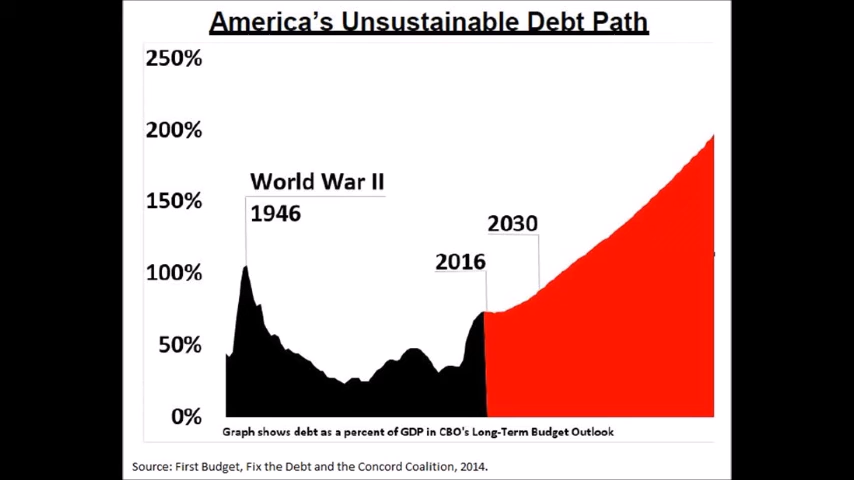 America's Unsustainable Debt Path
250%
200%
150%
100%
50%
0%
World War II
1946
2016
2030
Graph shows debt as a percent of GDP in CBO's Long-Term Budget Outlook
Source: First Budget, Fix the Debt and the Concord Coalition, 2014.